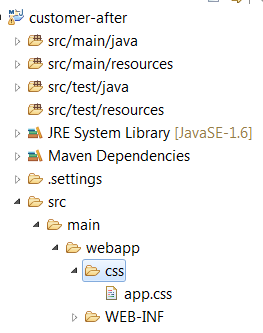 customer-after
src/main/java
src/main/resources
src/test/java
src/test/resources
JRE System Library [JavaSE-1.6]
Maven Dependencies
.settings
src
main
webapp
css
app.css
WEB-INF